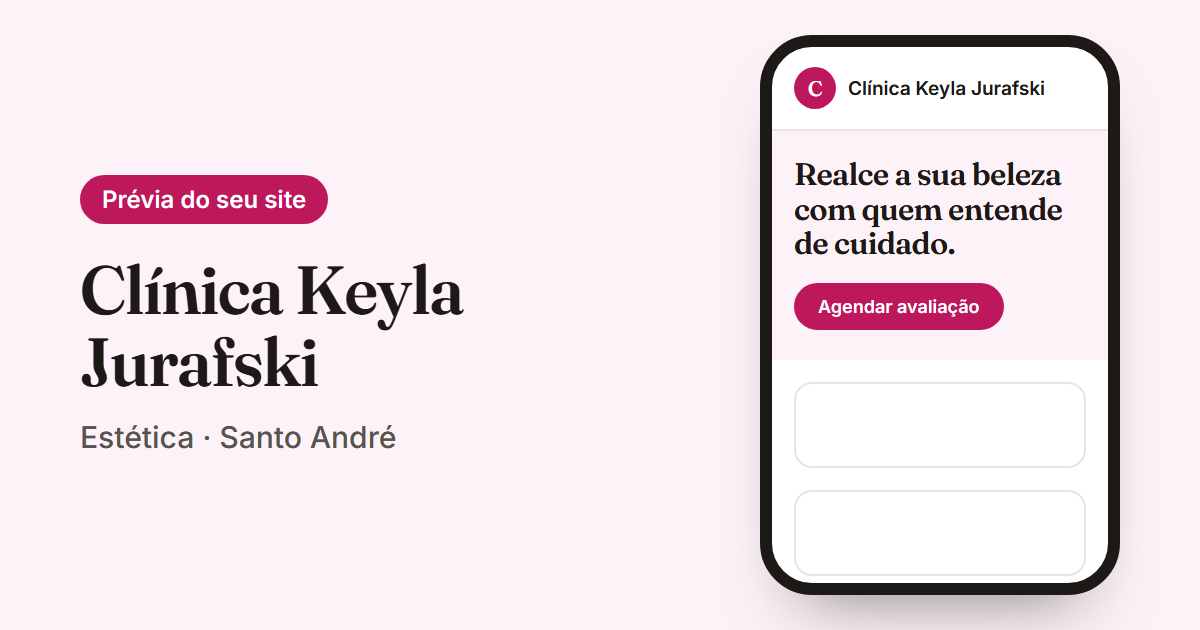 Prévia do seu site
Clínica Keyla
Jurafski
Estética · Santo André
C
Clínica Keyla Jurafski
Realce a sua beleza
com quem entende
de cuidado.
Agendar avaliação